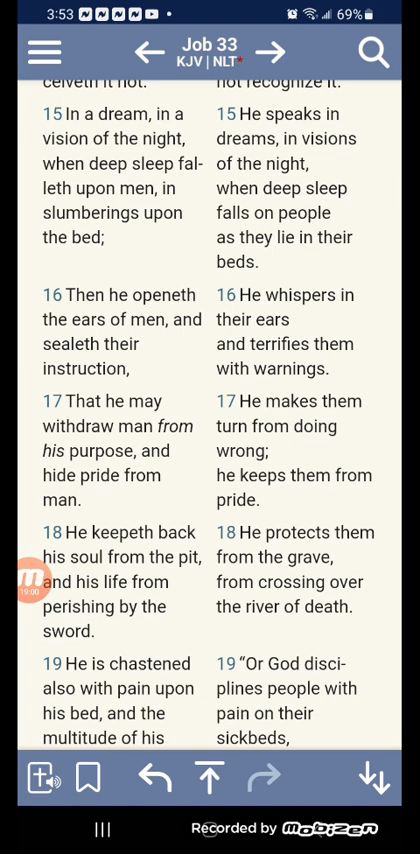 3:53
69%
Job 33
KJV | NLT*
ceiveth it not.
15 In a dream, in a
vision of the night,
when deep sleep fal-
leth upon men, in
slumberings upon
the bed;
16 Then he openeth
the ears of men, and
sealeth their
instruction,
17 That he may
withdraw man from
his purpose, and
hide pride from
man.
18 He keepeth back
his soul from the pit,
and his life from
perishing by the
sword.
19 He is chastened
also with pain upon
his bed, and the
multitude of his
not recognize it.
15 He speaks in
dreams, in visions
of the night,
when deep sleep
falls on people
as they lie in their
beds.
16 He whispers in
their ears
and terrifies them
with warnings.
17 He makes them
turn from doing
wrong;
he keeps them from
pride.
18 He protects them
from the grave,
from crossing over
the river of death.
19 “Or God disci-
plines people with
pain on their
sickbeds,
m
19:00
Recorded by mobizen